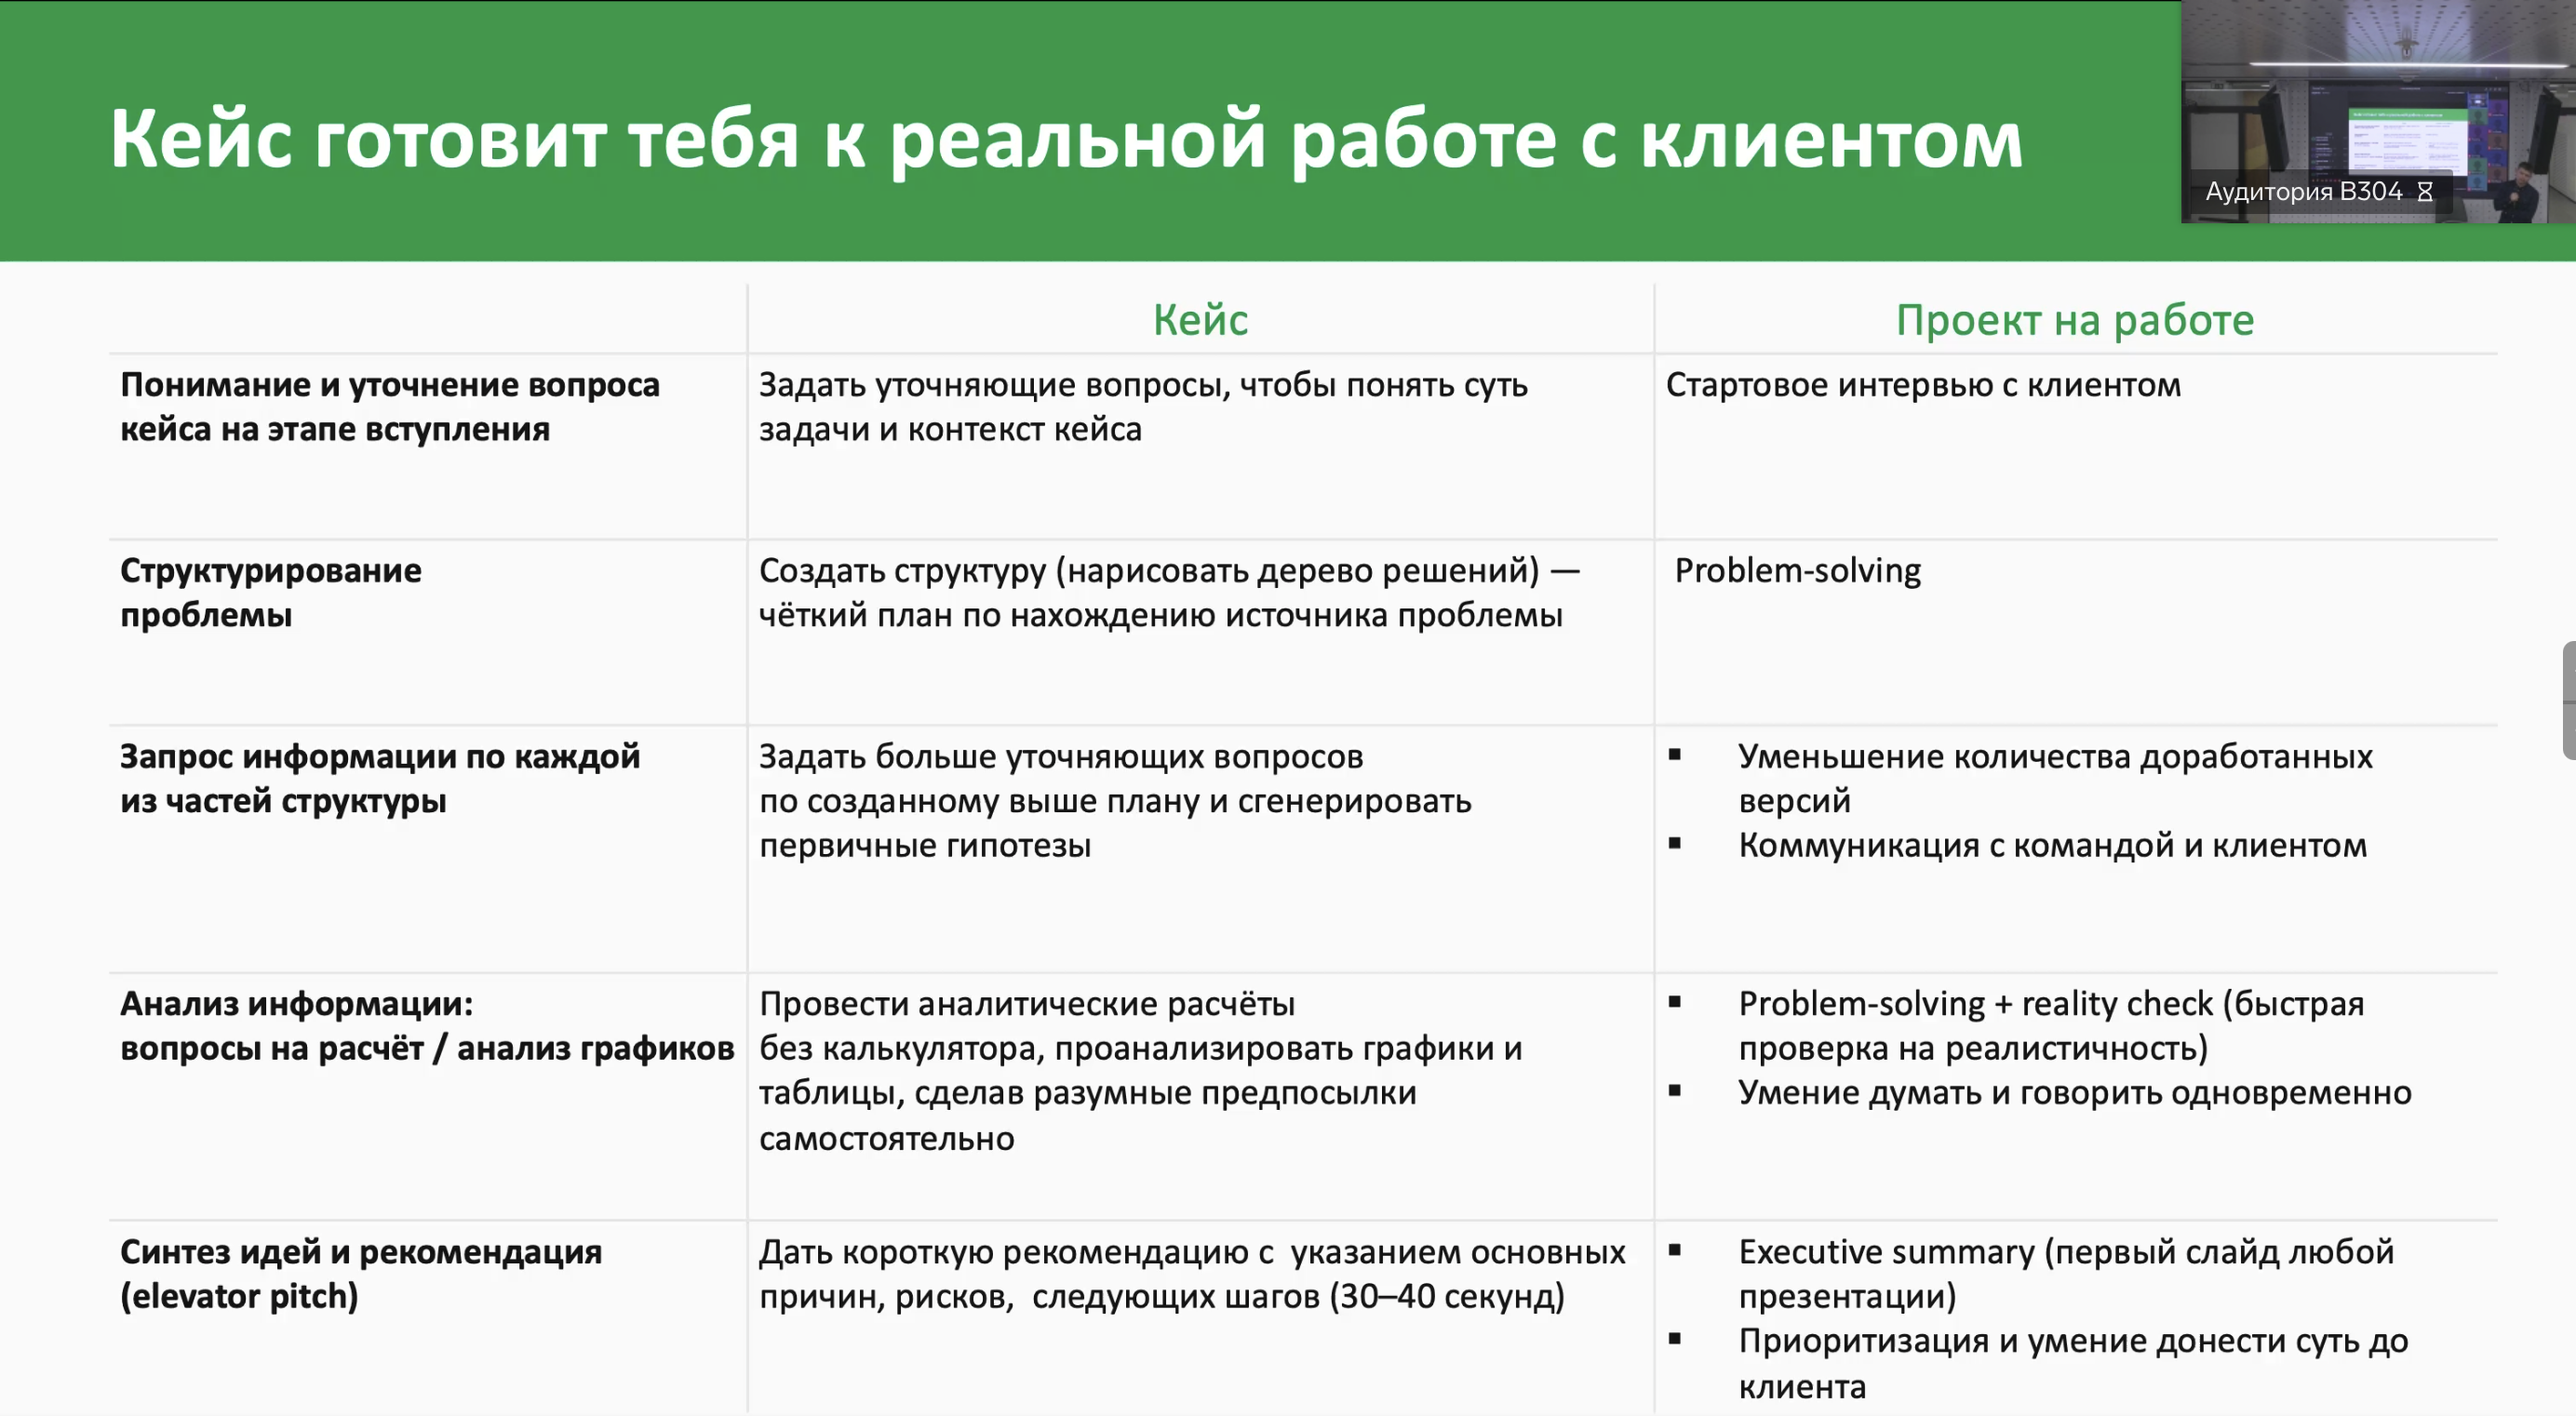 Кейс готовит тебя к реальной работе с клиентом
Аудитория B304
Кейс
Проект на работе
Понимание и уточнение вопроса
кейса на этапе вступления
Задать уточняющие вопросы, чтобы понять суть
задачи и контекст кейса
Стартовое интервью с клиентом
Структурирование
проблемы
Создать структуру (нарисовать дерево решений) —
чёткий план по нахождению источника проблемы
Problem-solving
Запрос информации по каждой
из частей структуры
Задать больше уточняющих вопросов
по созданному выше плану и сгенерировать
первичные гипотезы
▪ Уменьшение количества доработанных
версий
▪ Коммуникация с командой и клиентом
Анализ информации:
вопросы на расчёт / анализ графиков
Провести аналитические расчёты
без калькулятора, проанализировать графики и
таблицы, сделав разумные предпосылки
самостоятельно
▪ Problem-solving + reality check (быстрая
проверка на реалистичность)
▪ Умение думать и говорить одновременно
Синтез идей и рекомендация
(elevator pitch)
Дать короткую рекомендацию с указанием основных
причин, рисков, следующих шагов (30–40 секунд)
▪ Executive summary (первый слайд любой
презентации)
▪ Приоритизация и умение донести суть до
клиента